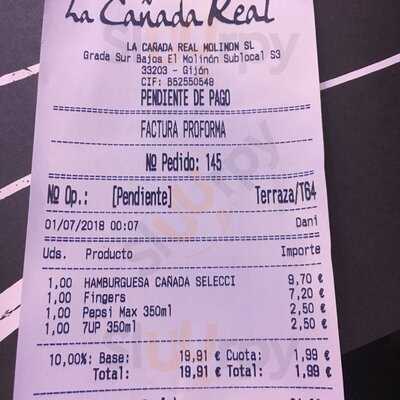 La Cañada Real
LA CAÑADA REAL MOLINON SL
Grada Sur Bajos El Molinón Sublocal S3
33203 - Gijón
CIF: B52550548
PENDIENTE DE PAGO
FACTURA PROFORMA
Nº Pedido: 145
Nº Op.: [Pendiente] Terraza/T64
01/07/2018 00:07 Dani
Uds. Producto Importe
1,00 HAMBURGUESA CAÑADA SELECCI 9,70 €
1,00 Fingers 7,20 €
1,00 Pepsi Max 350ml 2,50 €
1,00 7UP 350ml 2,50 €
10,00%: Base: 19,91 € Cuota: 1,99 €
Total: 19,91 € Total: 1,99 €